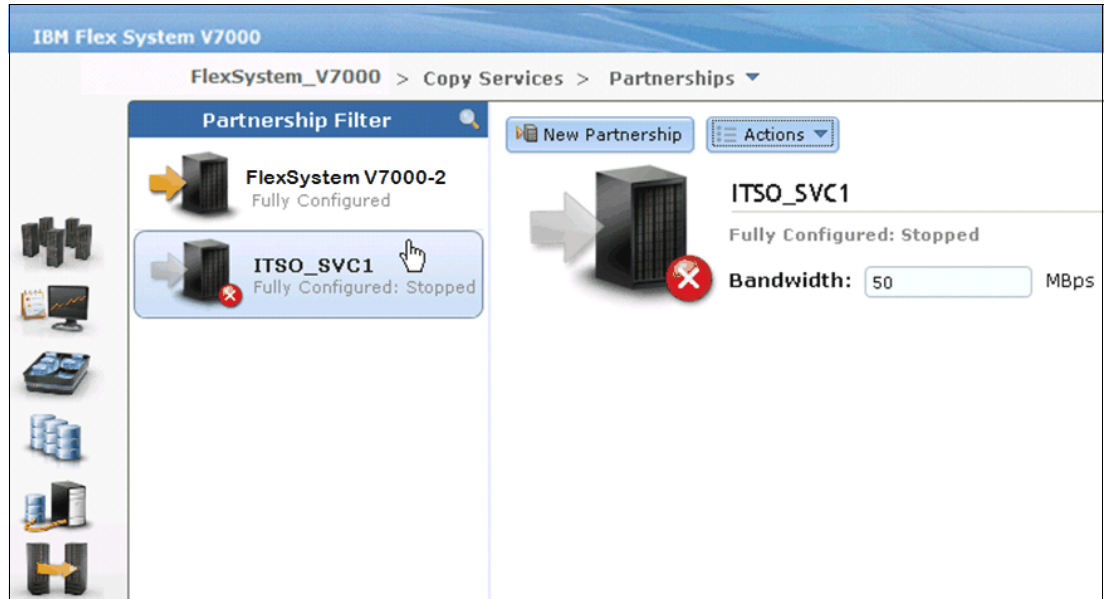 IBM Flex System V7000
FlexSystem_V7000 > Copy Services > Partnerships
Partnership Filter
FlexSystem V7000-2
Fully Configured
ITSO_SVC1
Fully Configured: Stopped
New Partnership
Actions
ITSO_SVC1
Fully Configured: Stopped
Bandwidth: 50 MBps